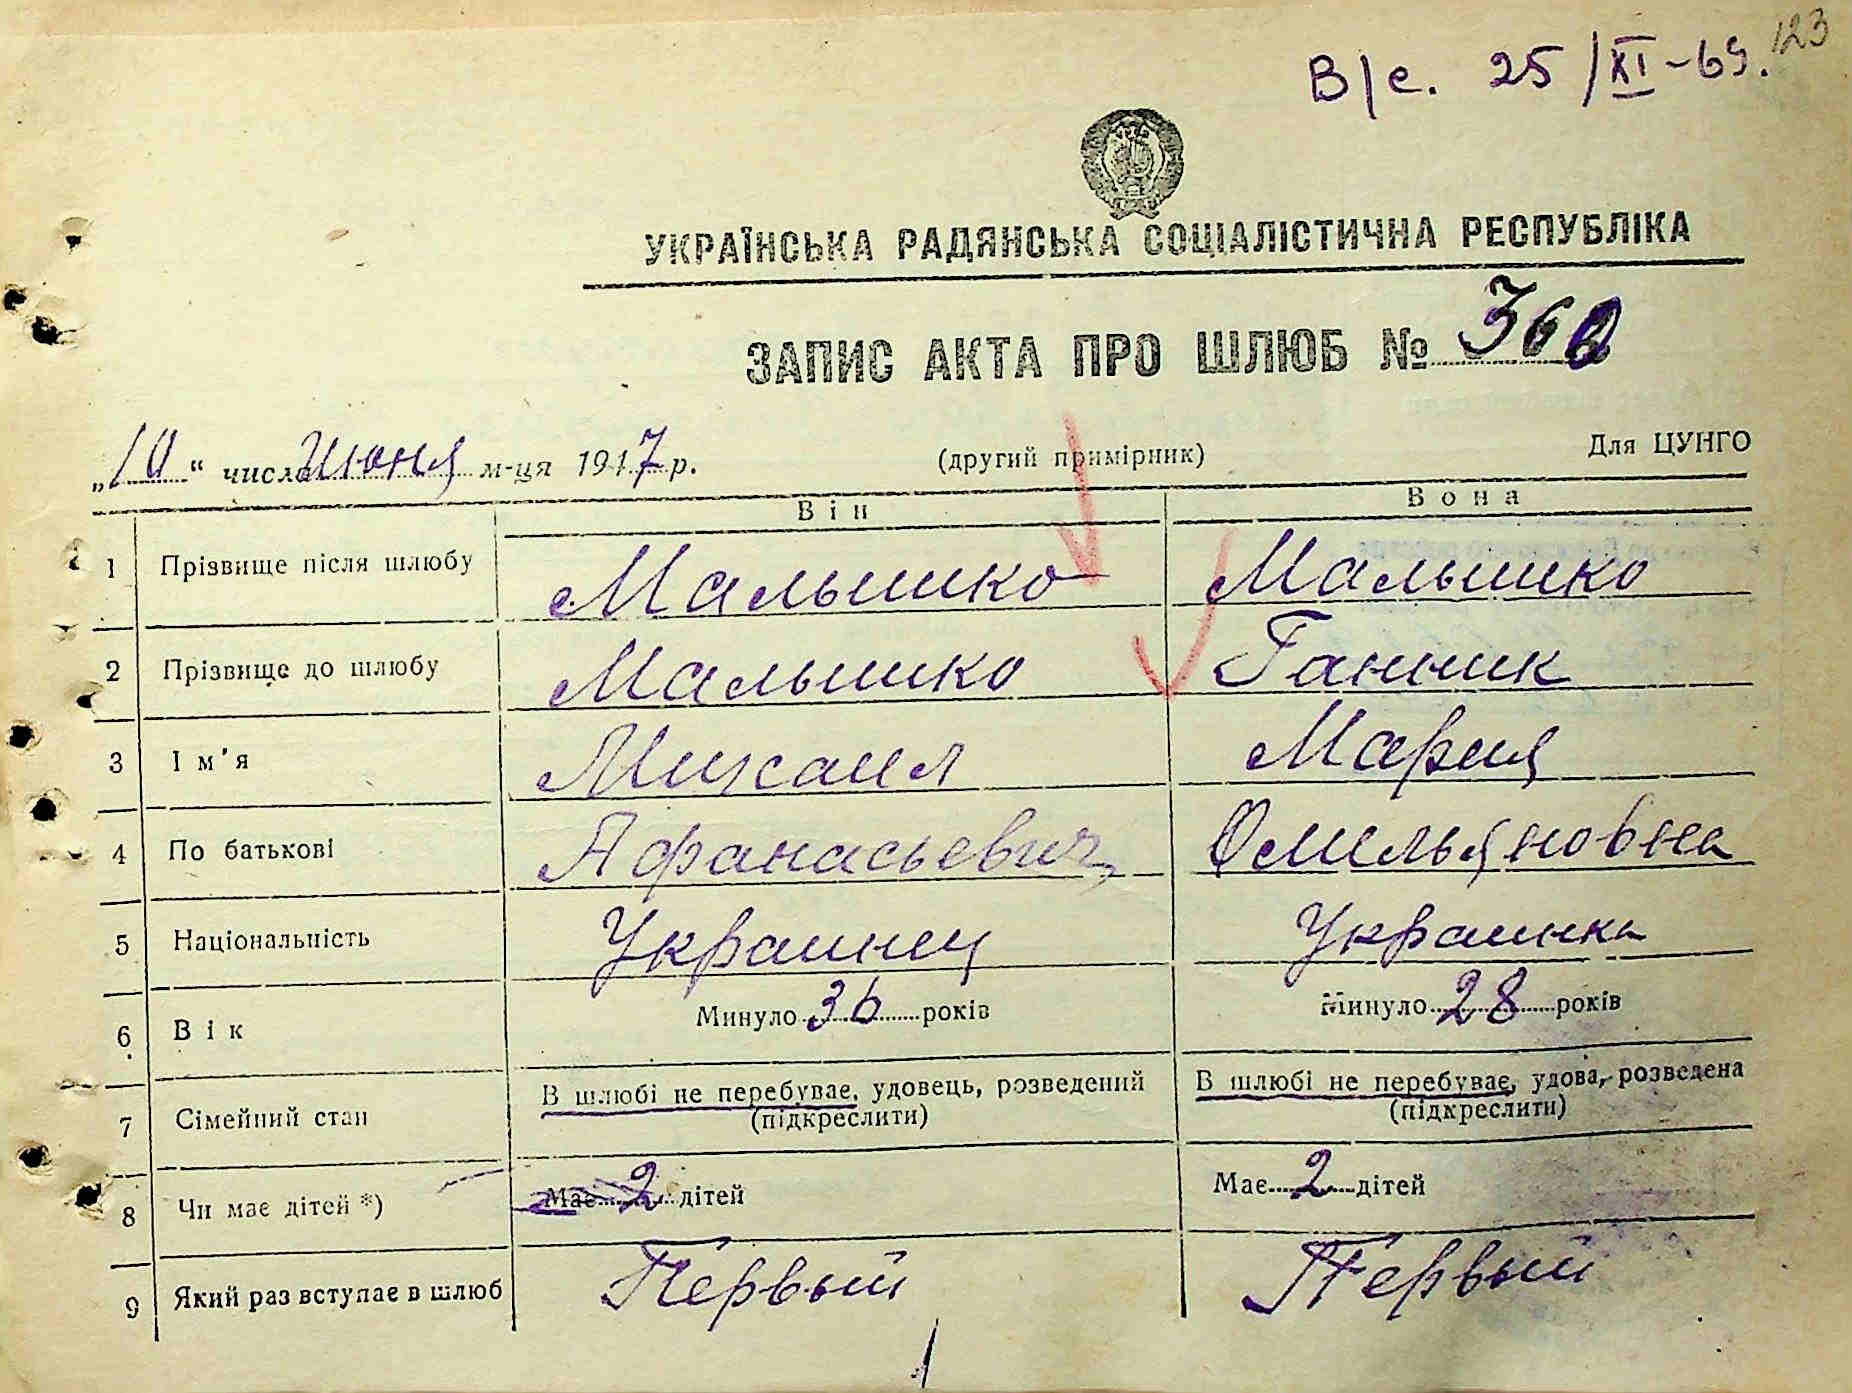 123
В/с. 25/XI-69.
УКРАЇНСЬКА РАДЯНСЬКА СОЦІАЛІСТИЧНА РЕСПУБЛІКА
ЗАПИС АКТА ПРО ШЛЮБ № 360
„10“ числа Июня м-ця 1947 р. (другий примірник) Для ЦУНГО
Він Вона
1 Прізвище після шлюбу Малышко Малышко
2 Прізвище до шлюбу Малышко Ганник
3 Ім'я Михаил Мария
4 По батькові Афанасьевич Омильяновна
5 Національність Украинец Украинка
6 Вік Минуло 36 років Минуло 28 років
7 Сімейний стан В шлюбі не перебуває, удовець, розведений (підкреслити) В шлюбі не перебуває, удова, розведена (підкреслити)
8 Чи має дітей *) Має 2 дітей Має 2 дітей
9 Який раз вступає в шлюб Первый Первый